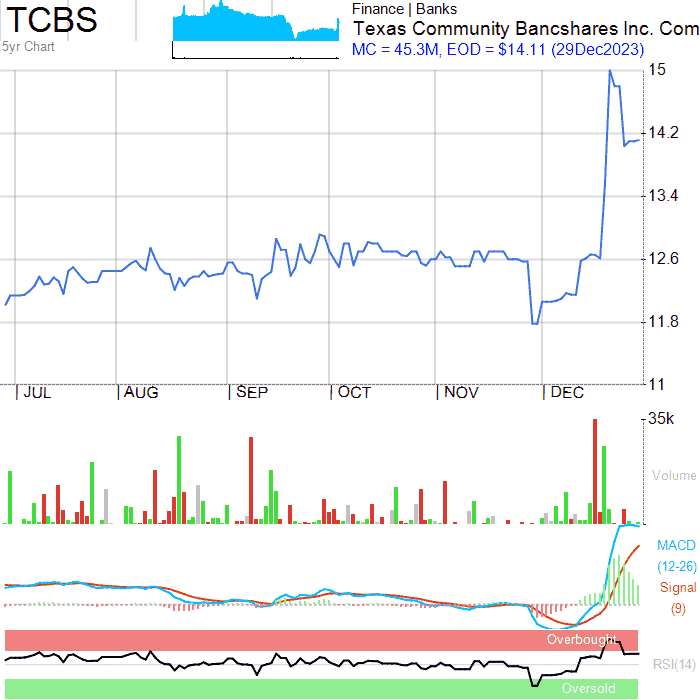 TCBS
5yr Chart
Finance | Banks
Texas Community Bancshares Inc. Com
MC = 45.3M, EOD = $14.11 (29Dec2023)
15
14.2
13.4
12.6
11.8
11
JUL AUG SEP OCT NOV DEC
35k
Volume
MACD
(12-26)
Signal
(9)
Overbought
RSI(14)
Oversold